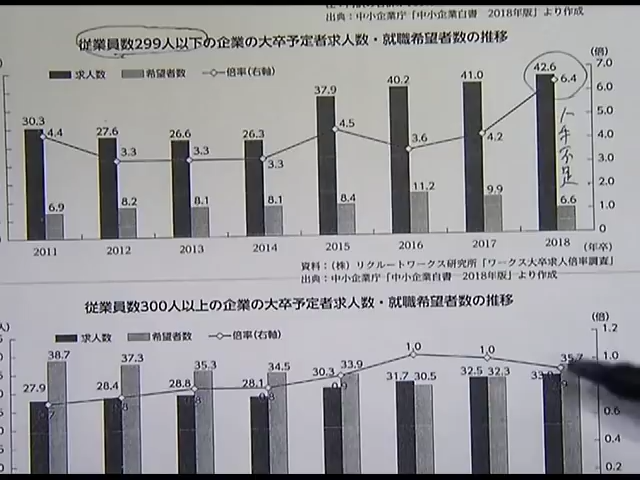 出典：中小企業庁「中小企業白書 2018年版」より作成
従業員数299人以下の企業の大卒予定者求人数・就職希望者数の推移
求人数 希望者数 倍率(右軸)
(倍)
42.6 7.0
41.0 6.4
40.2 6.0
37.9
5.0
30.3 4.4 4.5
27.6 26.6 26.3 4.2 4.0
3.3 3.3 3.3 3.6 3.0
人手不足
2.0
6.9 8.2 8.1 8.1 8.4 11.2 9.9 6.6 1.0
0
2011 2012 2013 2014 2015 2016 2017 2018 (年卒)
資料：(株)リクルートワークス研究所「ワークス大卒求人倍率調査」
出典：中小企業庁「中小企業白書 2018年版」より作成
従業員数300人以上の企業の大卒予定者求人数・就職希望者数の推移
人) (倍)
求人数 希望者数 倍率(右軸) 1.2
38.7 37.3 35.3 34.5 33.9 1.0 1.0 35.7 1.0
27.9 28.4 28.8 28.1 30.3 31.7 30.5 32.5 32.3
0.8 0.9
0.6
0.4
0.2